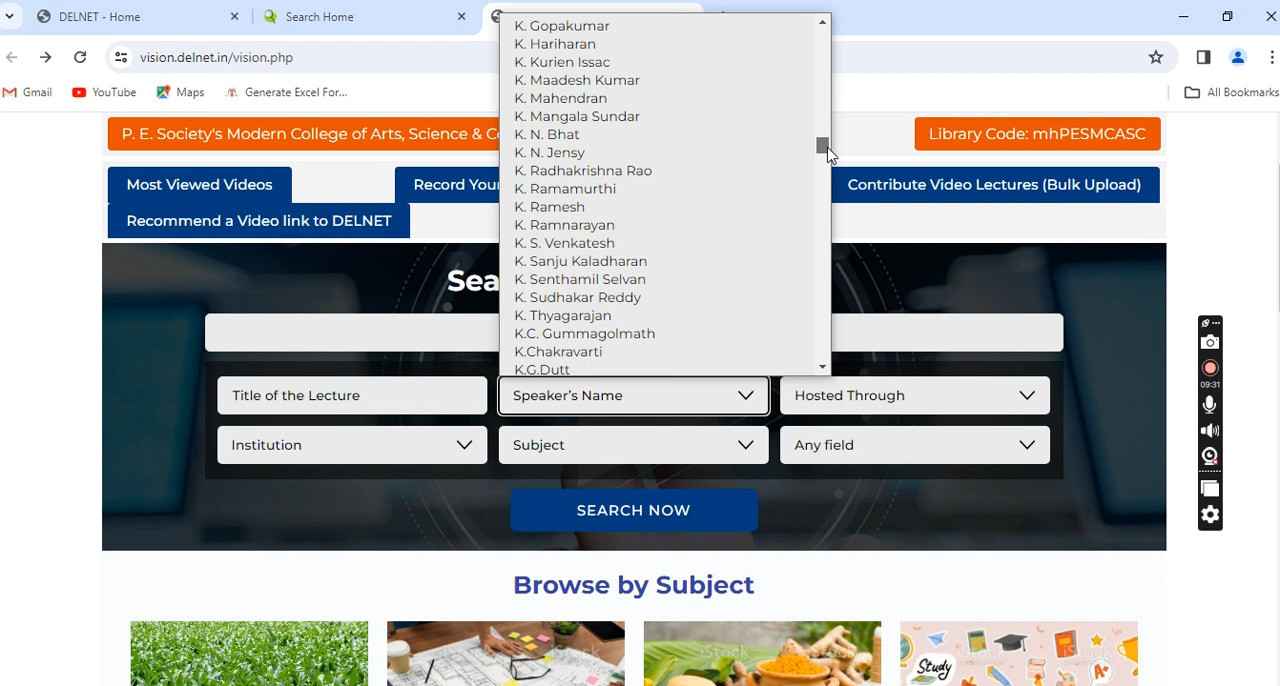 DELNET - Home
Search Home
vision.delnet.in/vision.php
Gmail
YouTube
Maps
Generate Excel For...
All Bookmarks
P. E. Society's Modern College of Arts, Science & C
Library Code: mhPESMCASC
Most Viewed Videos
Record Your
Contribute Video Lectures (Bulk Upload)
Recommend a Video link to DELNET
K. Gopakumar
K. Hariharan
K. Kurien Issac
K. Maadesh Kumar
K. Mahendran
K. Mangala Sundar
K. N. Bhat
K. N. Jensy
K. Radhakrishna Rao
K. Ramamurthi
K. Ramesh
K. Ramnarayan
K. S. Venkatesh
K. Sanju Kaladharan
K. Senthamil Selvan
K. Sudhakar Reddy
K. Thyagarajan
K.C. Gummagolmath
K.Chakravarti
K.G.Dutt
Sea
Title of the Lecture
Speaker's Name
Hosted Through
Institution
Subject
Any field
SEARCH NOW
09:31
Browse by Subject
iStock
iStock
iStock
Study
A+